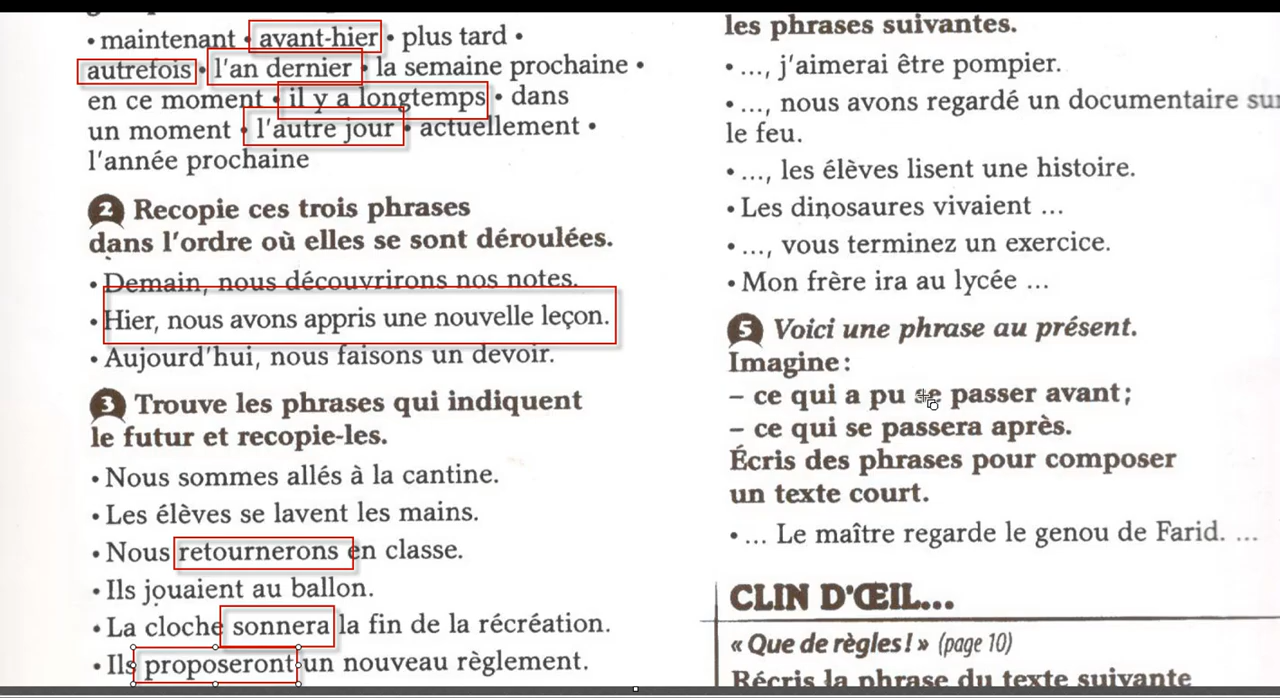 • maintenant • avant-hier • plus tard •
autrefois • l'an dernier • la semaine prochaine •
en ce moment • il y a longtemps • dans
un moment • l'autre jour • actuellement •
l'année prochaine
2 Recopie ces trois phrases
dans l'ordre où elles se sont déroulées.
• Demain, nous découvrirons nos notes.
• Hier, nous avons appris une nouvelle leçon.
• Aujourd'hui, nous faisons un devoir.
3 Trouve les phrases qui indiquent
le futur et recopie-les.
• Nous sommes allés à la cantine.
• Les élèves se lavent les mains.
• Nous retournerons en classe.
• Ils jouaient au ballon.
• La cloche sonnera la fin de la récréation.
• Ils proposeront un nouveau règlement.
les phrases suivantes.
• ..., j'aimerai être pompier.
• ..., nous avons regardé un documentaire sur
le feu.
• ..., les élèves lisent une histoire.
• Les dinosaures vivaient ...
• ..., vous terminez un exercice.
• Mon frère ira au lycée ...
5 Voici une phrase au présent.
Imagine :
– ce qui a pu se passer avant ;
– ce qui se passera après.
Écris des phrases pour composer
un texte court.
• ... Le maître regarde le genou de Farid. ...
CLIN D'ŒIL...
« Que de règles ! » (page 10)
Récris la phrase du texte suivante